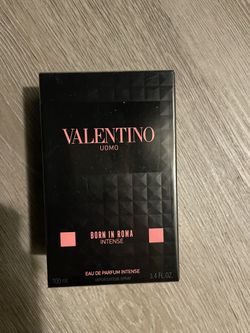 VALENTINO
UOMO
BORN IN ROMA
INTENSE
EAU DE PARFUM INTENSE
100 ml
3.4 FL.OZ.